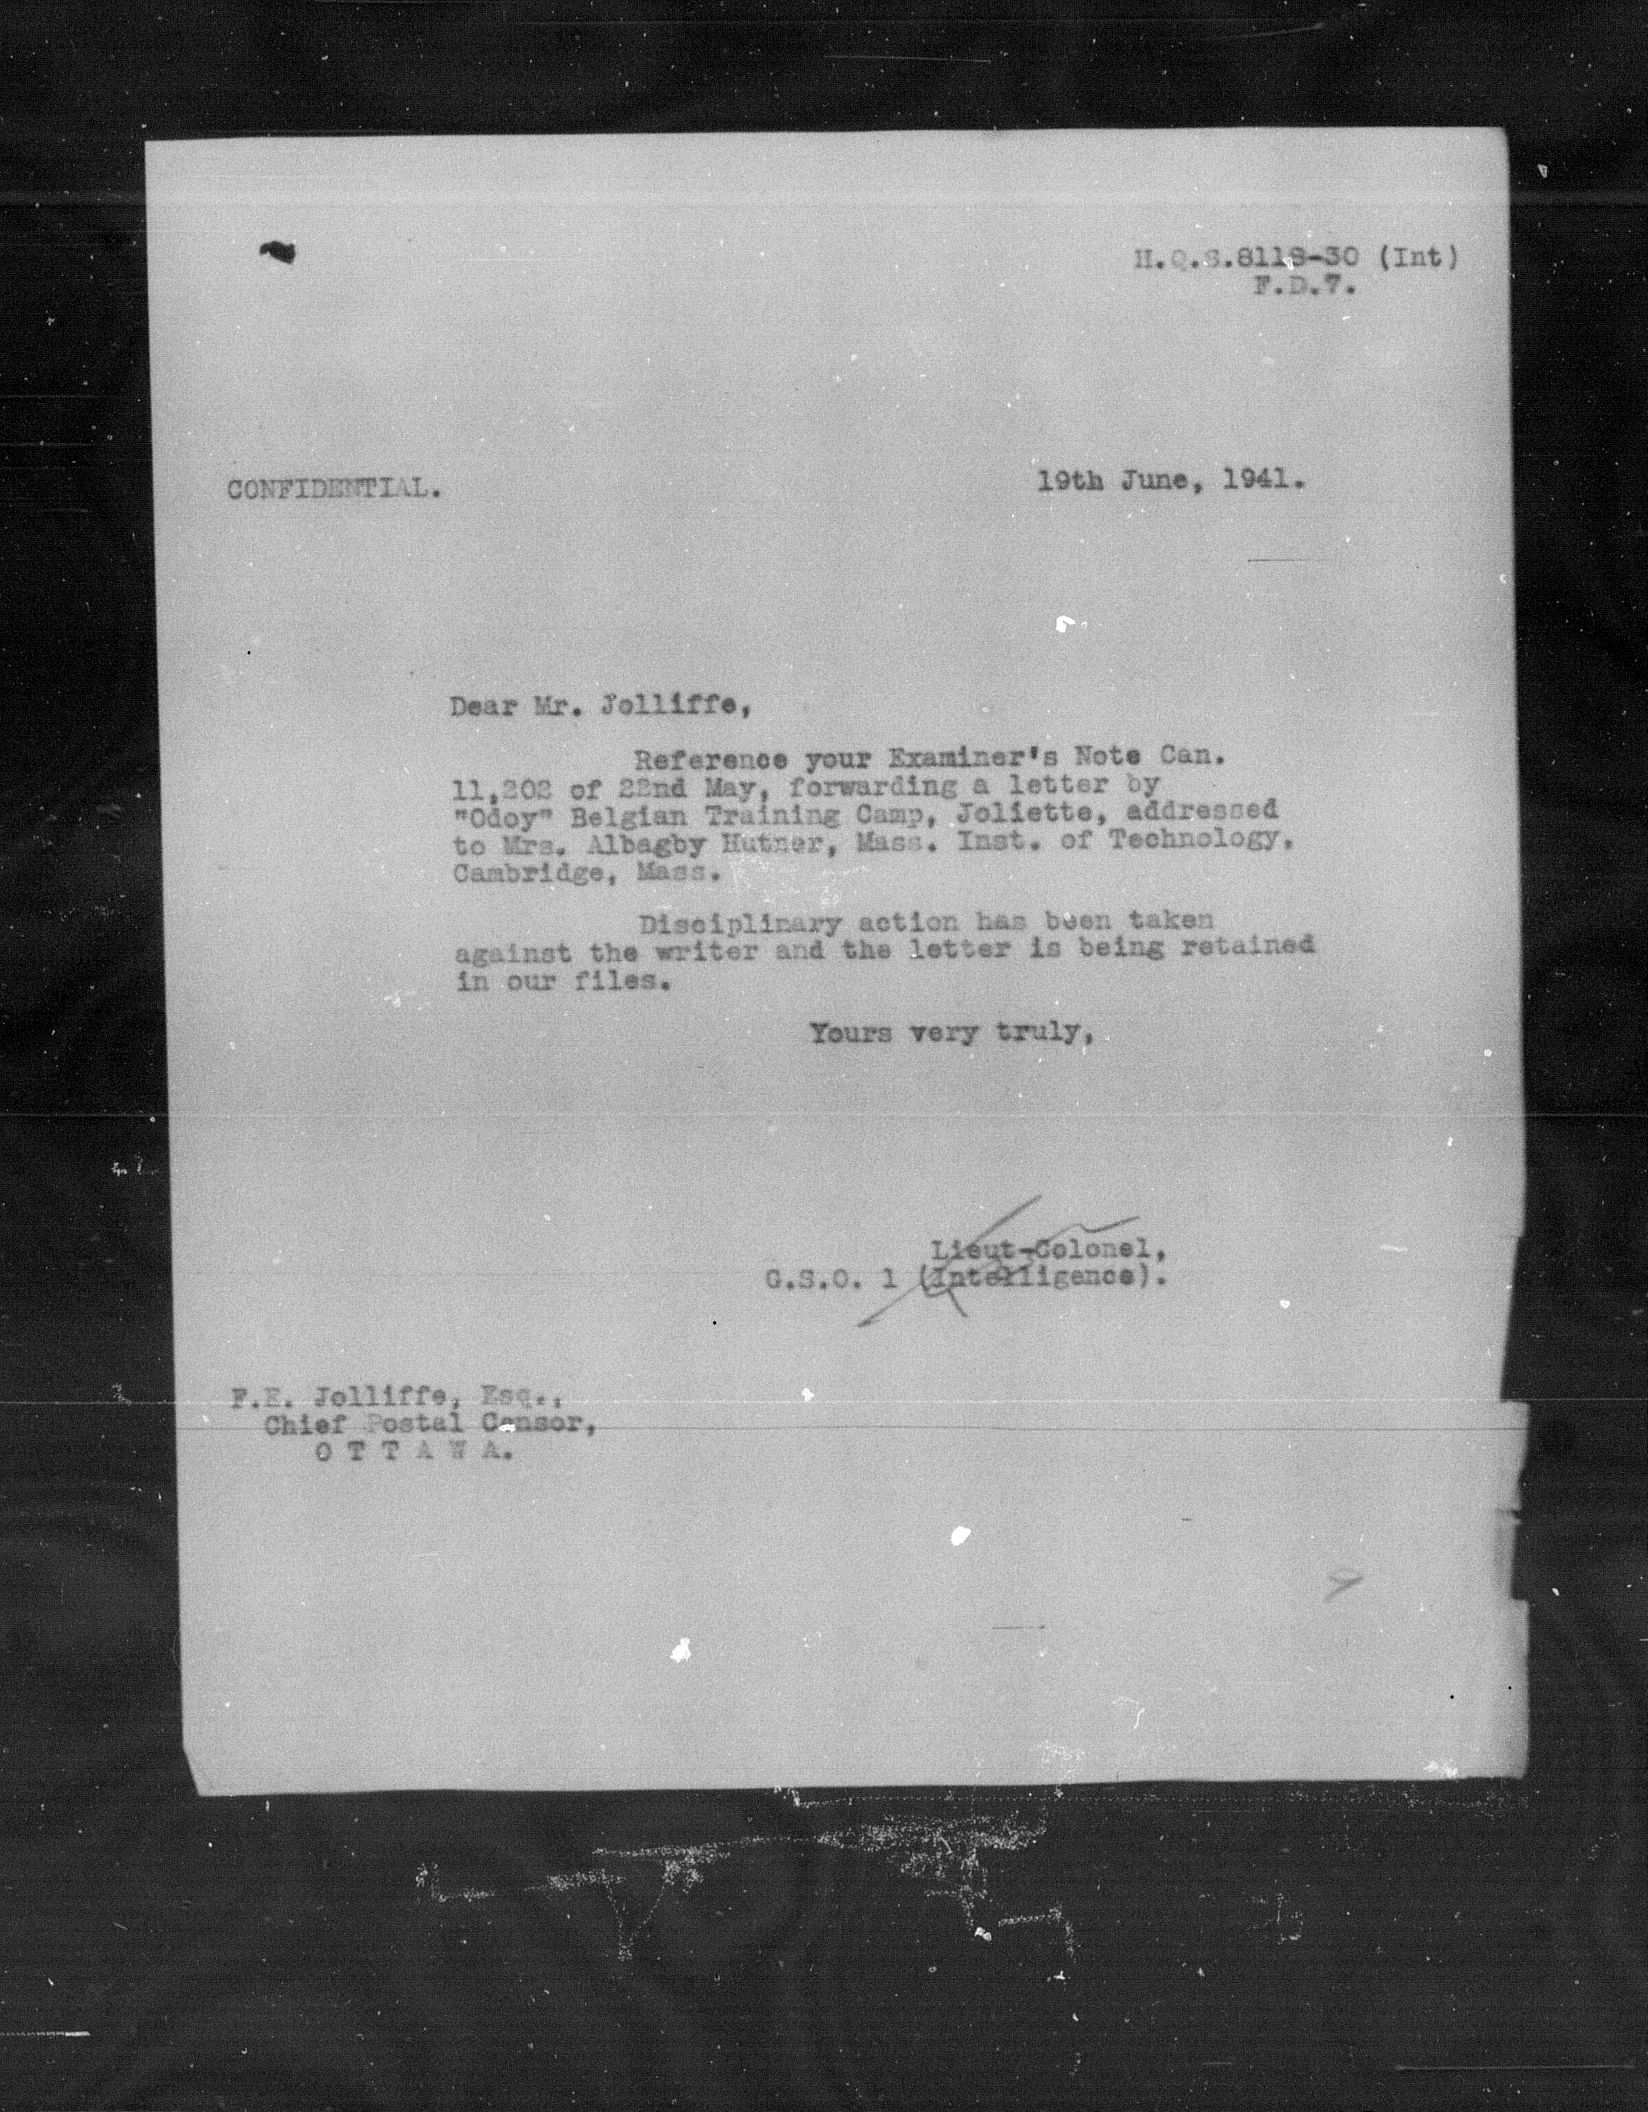 H.Q.S.8118-30 (Int)
F.D.7.
CONFIDENTIAL.
19th June, 1941.
Dear Mr. Jolliffe,
Reference your Examiner's Note Can.
11,202 of 22nd May, forwarding a letter by
"Odoy" Belgian Training Camp, Joliette, addressed
to Mrs. Albagby Hutner, Mass. Inst. of Technology,
Cambridge, Mass.
Disciplinary action has been taken
against the writer and the letter is being retained
in our files.
Yours very truly,
Lieut-Colonel,
G.S.O. 1 (Intelligence).
F.E. Jolliffe, Esq.,
Chief Postal Censor,
O T T A W A.